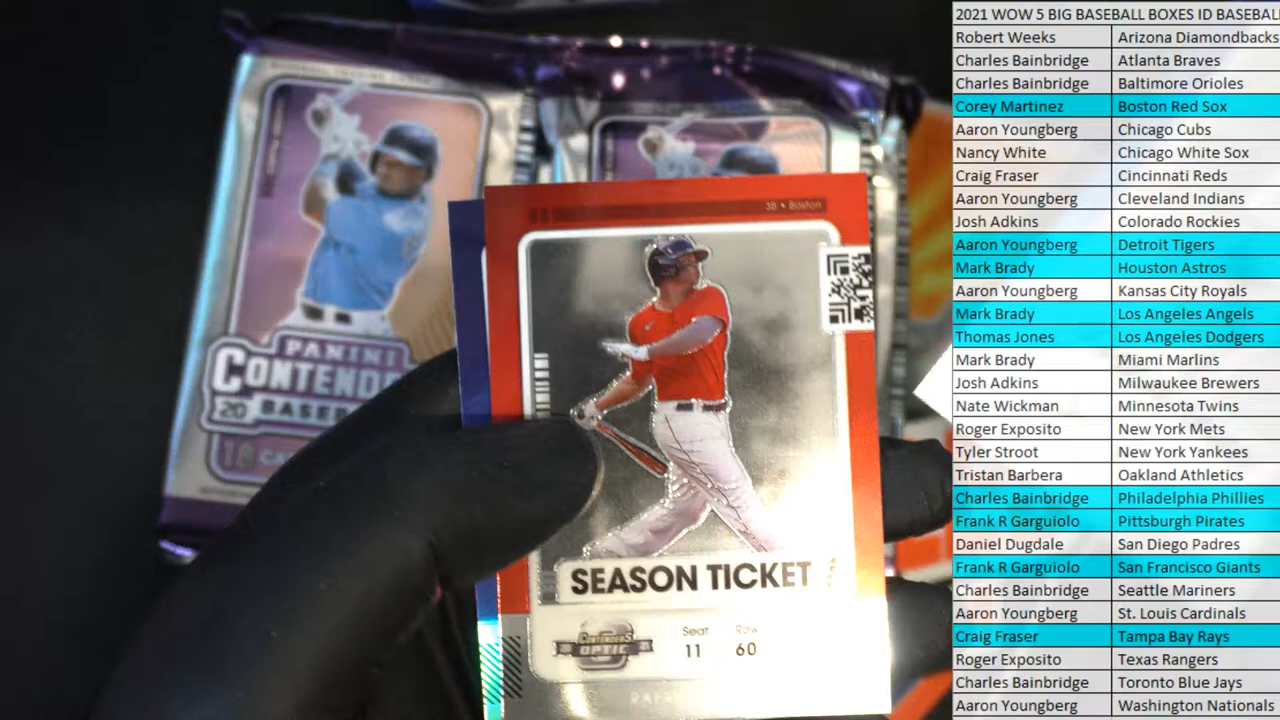 PANINI
CONTENDE
20 BASEB
18
3B • Boston
SEASON TICKET
CONTENDERS
OPTIC
Seat Row
11 60
2021 WOW 5 BIG BASEBALL BOXES ID BASEBAL
Robert Weeks Arizona Diamondbacks
Charles Bainbridge Atlanta Braves
Charles Bainbridge Baltimore Orioles
Corey Martinez Boston Red Sox
Aaron Youngberg Chicago Cubs
Nancy White Chicago White Sox
Craig Fraser Cincinnati Reds
Aaron Youngberg Cleveland Indians
Josh Adkins Colorado Rockies
Aaron Youngberg Detroit Tigers
Mark Brady Houston Astros
Aaron Youngberg Kansas City Royals
Mark Brady Los Angeles Angels
Thomas Jones Los Angeles Dodgers
Mark Brady Miami Marlins
Josh Adkins Milwaukee Brewers
Nate Wickman Minnesota Twins
Roger Exposito New York Mets
Tyler Stroot New York Yankees
Tristan Barbera Oakland Athletics
Charles Bainbridge Philadelphia Phillies
Frank R Garguiolo Pittsburgh Pirates
Daniel Dugdale San Diego Padres
Frank R Garguiolo San Francisco Giants
Charles Bainbridge Seattle Mariners
Aaron Youngberg St. Louis Cardinals
Craig Fraser Tampa Bay Rays
Roger Exposito Texas Rangers
Charles Bainbridge Toronto Blue Jays
Aaron Youngberg Washington Nationals